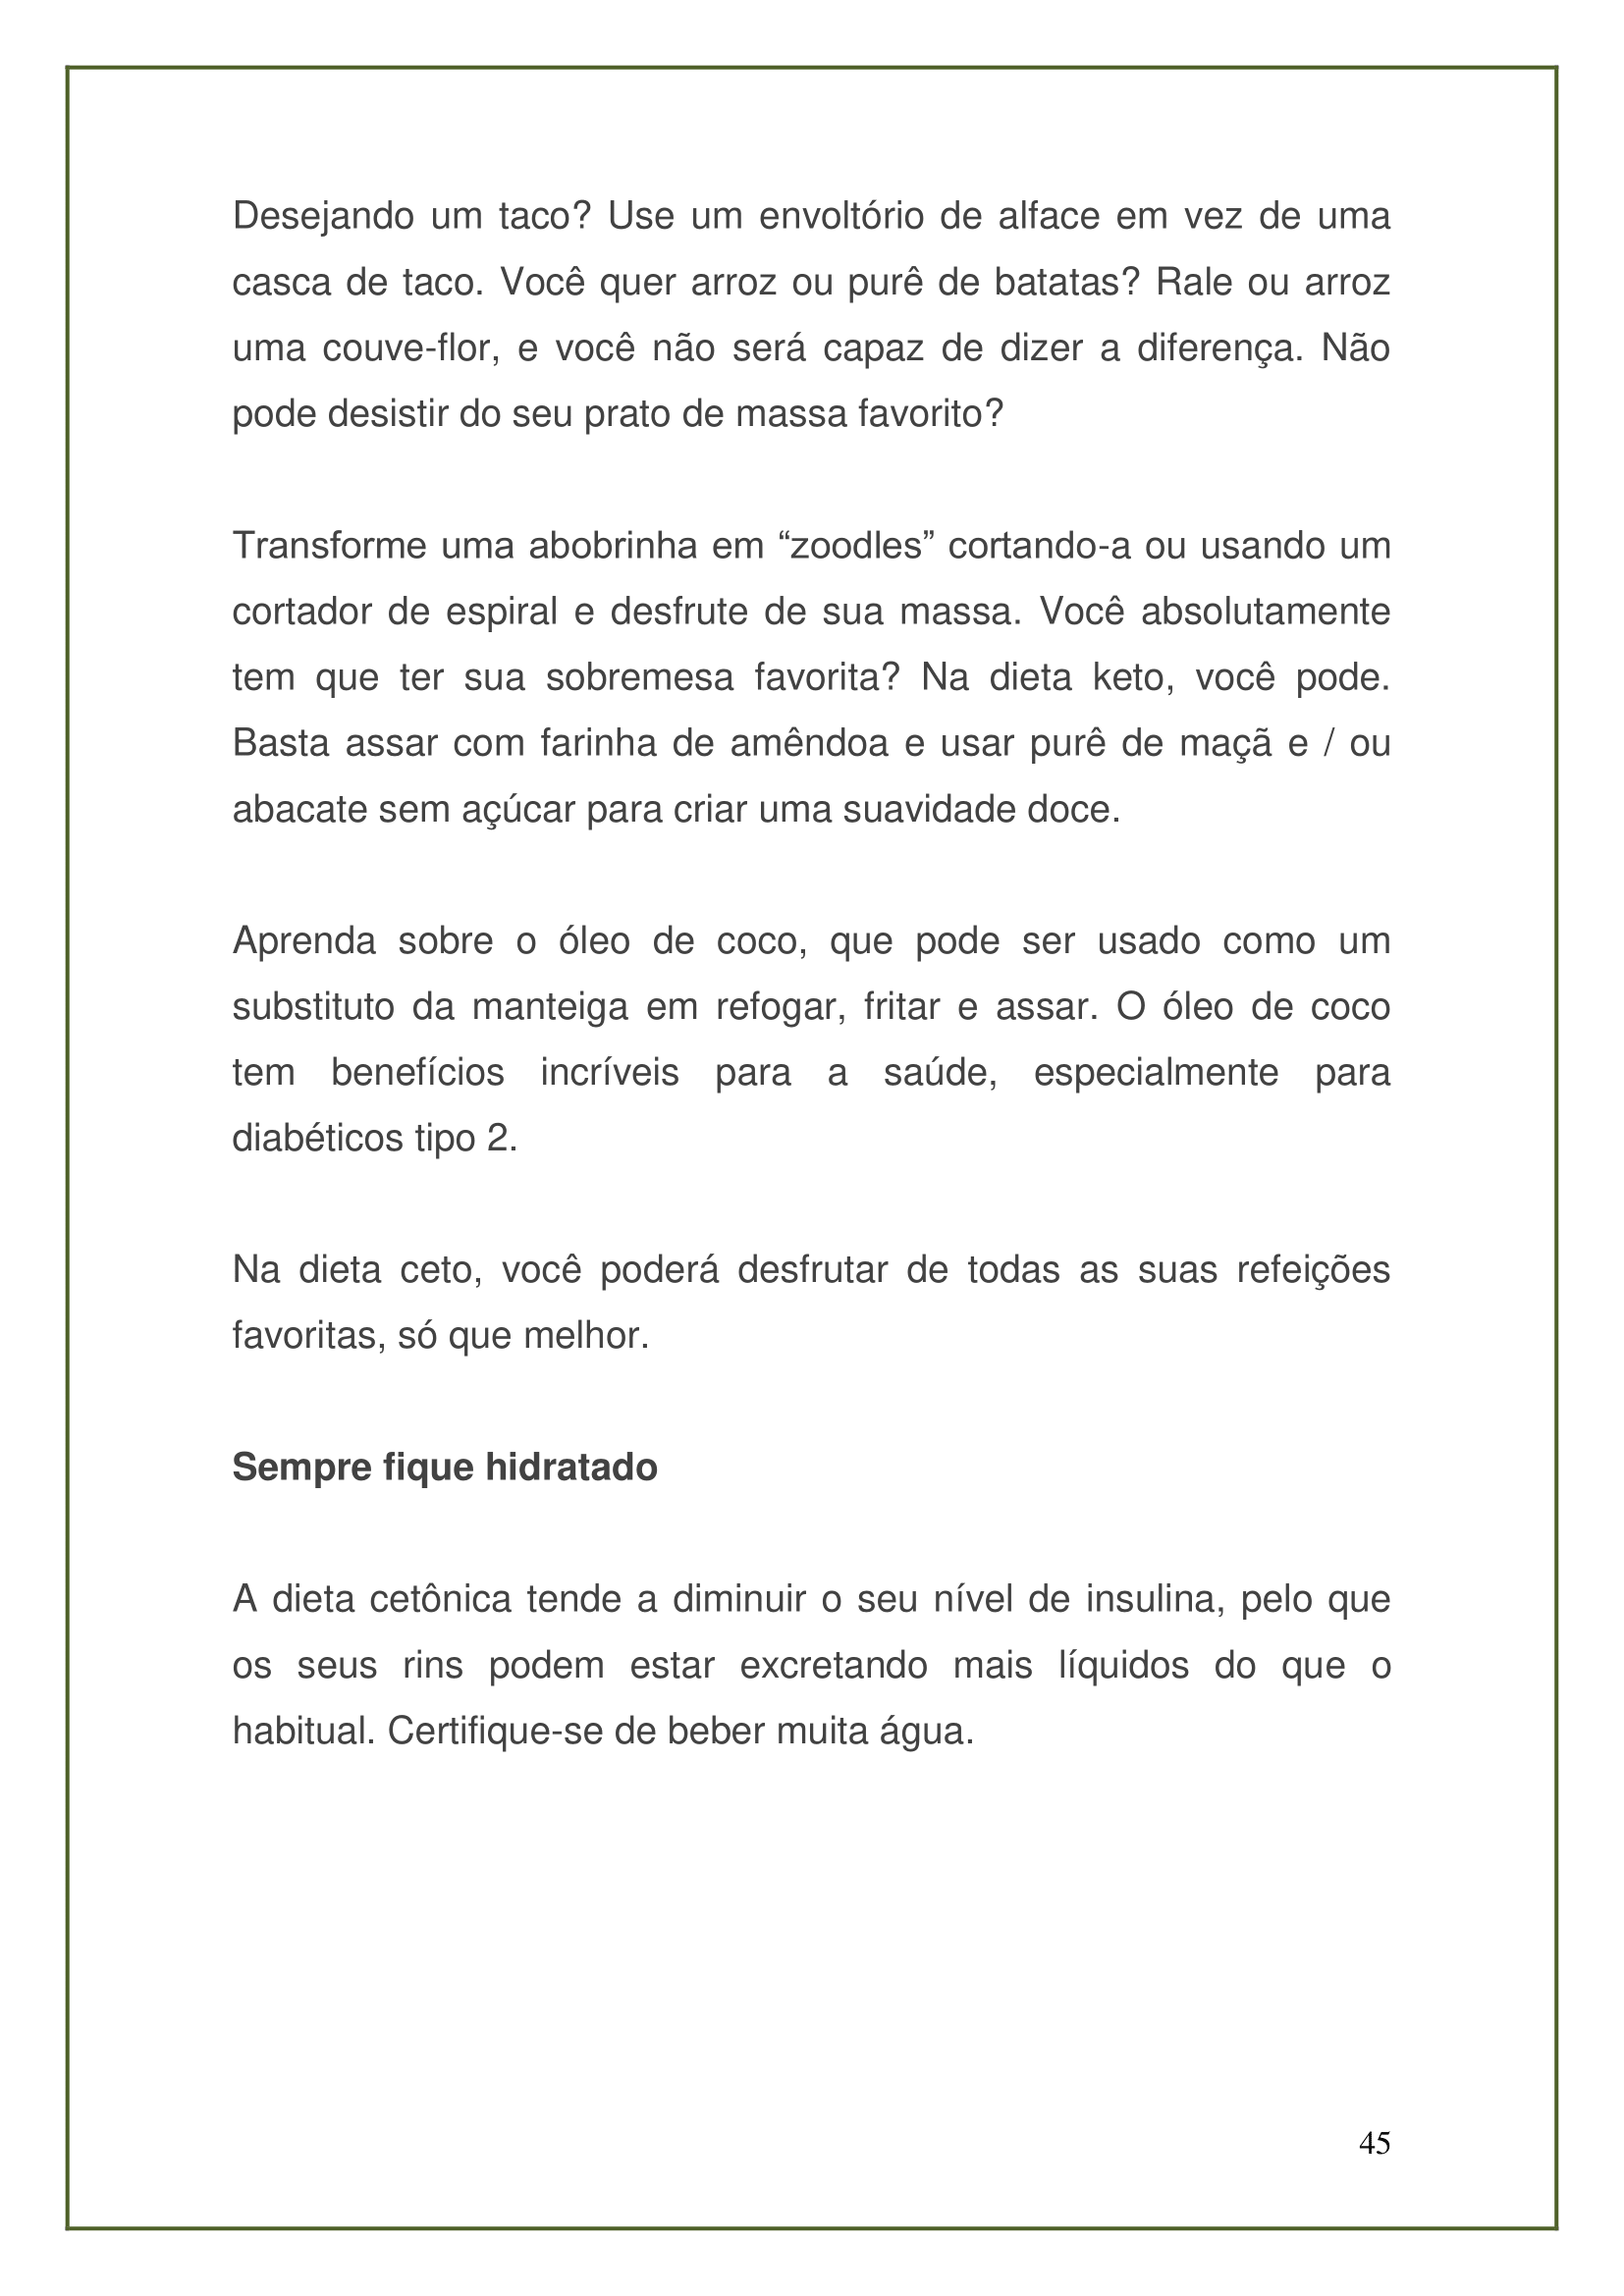 Desejando um taco? Use um envoltório de alface em vez de uma
casca de taco. Você quer arroz ou purê de batatas? Rale ou arroz
uma couve-flor, e você não será capaz de dizer a diferença. Não
pode desistir do seu prato de massa favorito?
Transforme uma abobrinha em “zoodles” cortando-a ou usando um
cortador de espiral e desfrute de sua massa. Você absolutamente
tem que ter sua sobremesa favorita? Na dieta keto, você pode.
Basta assar com farinha de amêndoa e usar purê de maçã e / ou
abacate sem açúcar para criar uma suavidade doce.
Aprenda sobre o óleo de coco, que pode ser usado como um
substituto da manteiga em refogar, fritar e assar. O óleo de coco
tem benefícios incríveis para a saúde, especialmente para
diabéticos tipo 2.
Na dieta ceto, você poderá desfrutar de todas as suas refeições
favoritas, só que melhor.
Sempre fique hidratado
A dieta cetônica tende a diminuir o seu nível de insulina, pelo que
os seus rins podem estar excretando mais líquidos do que o
habitual. Certifique-se de beber muita água.
45